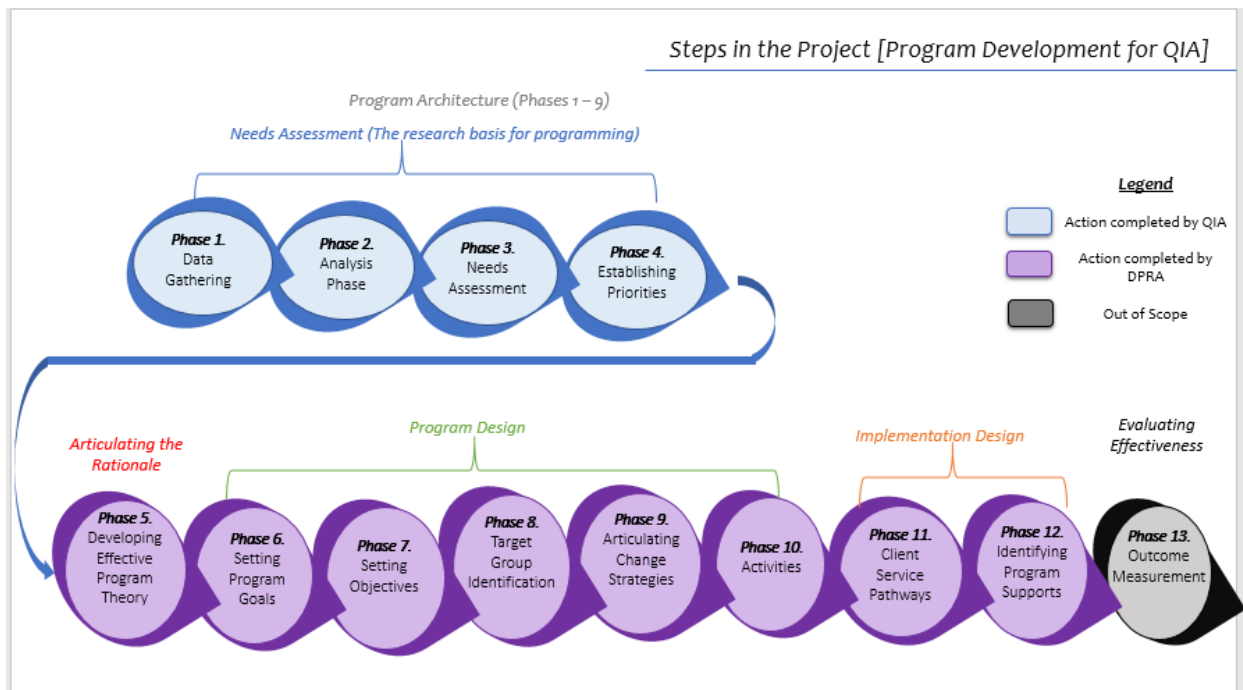 Steps in the Project [Program Development for QIA]
Program Architecture (Phases 1 – 9)
Needs Assessment (The research basis for programming)
Legend
Action completed by QIA
Action completed by
DPRA
Out of Scope
Phase 1.
Data
Gathering
Phase 2.
Analysis
Phase
Phase 3.
Needs
Assessment
Phase 4.
Establishing
Priorities
Articulating the
Rationale
Program Design
Implementation Design
Evaluating
Effectiveness
Phase 5.
Developing
Effective
Program
Theory
Phase 6.
Setting
Program
Goals
Phase 7.
Setting
Objectives
Phase 8.
Target
Group
Identification
Phase 9.
Articulating
Change
Strategies
Phase 10.
Activities
Phase 11.
Client
Service
Pathways
Phase 12.
Identifying
Program
Supports
Phase 13.
Outcome
Measurement